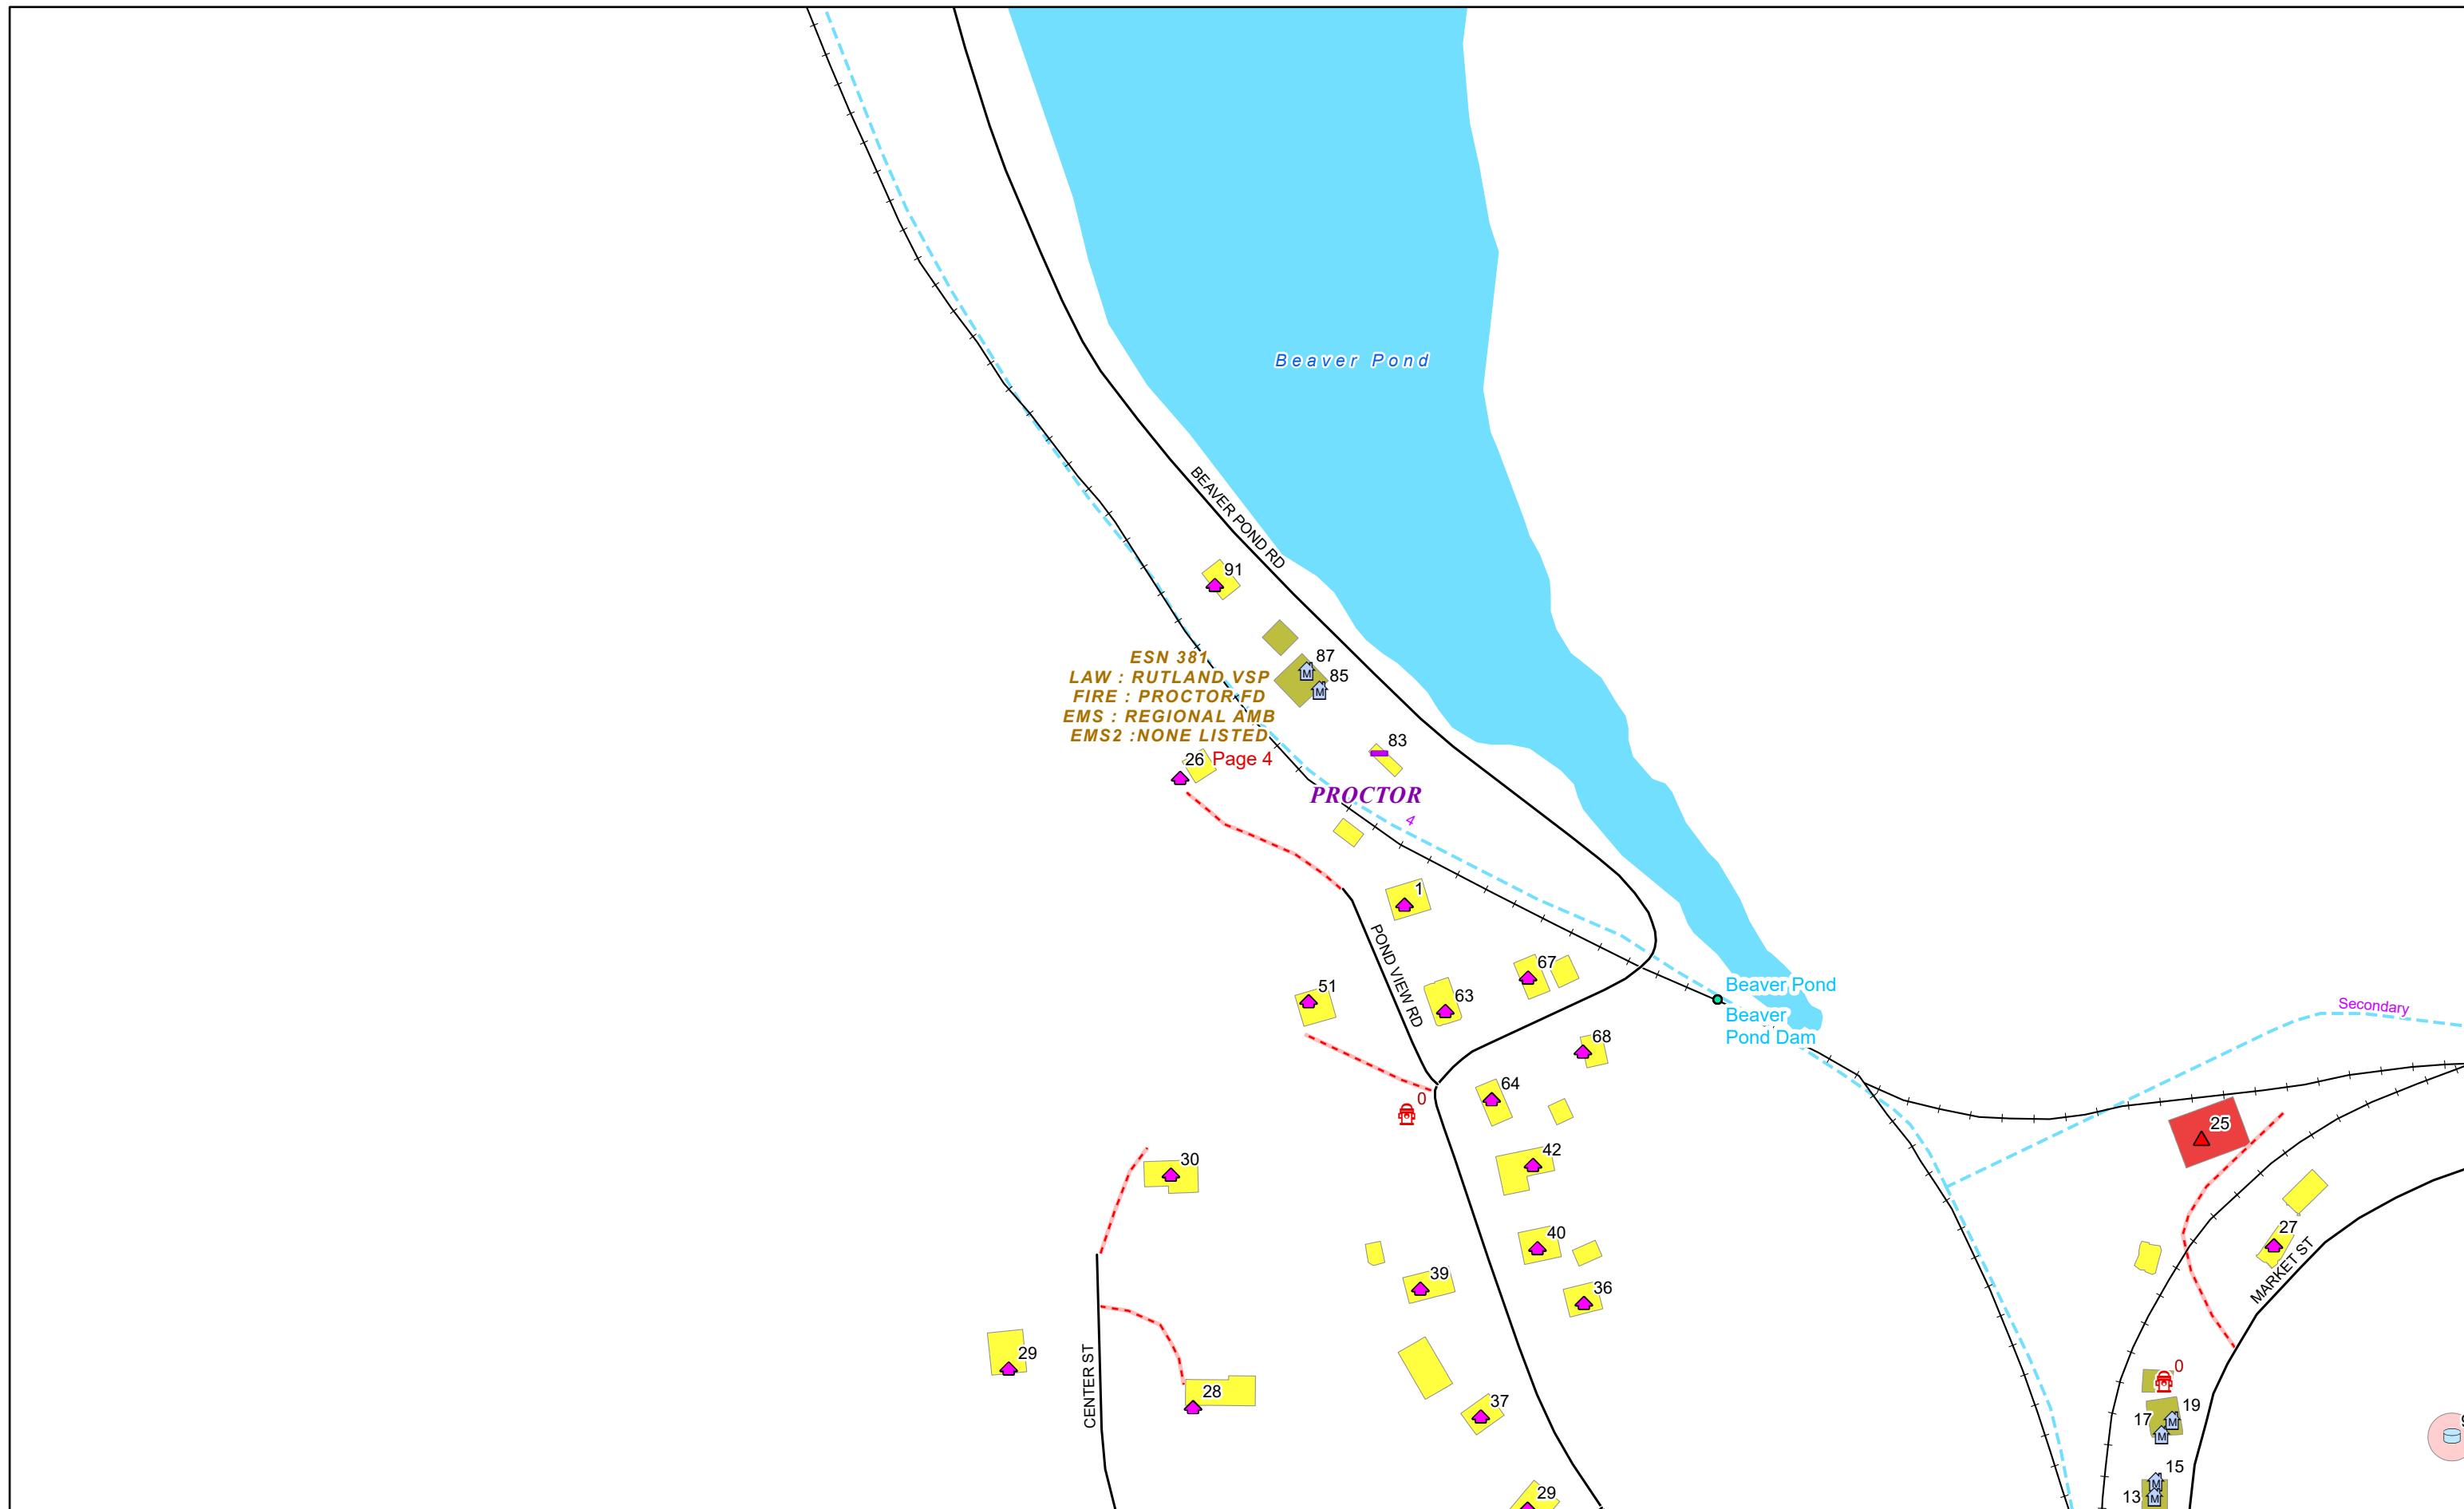 Beaver Pond
BEAVER POND RD
91
87
85
ESN 381
LAW : RUTLAND VSP
FIRE : PROCTOR FD
EMS : REGIONAL AMB
EMS2 :NONE LISTED
83
26
Page 4
PROCTOR
4
1
POND VIEW RD
67
51
63
Beaver Pond
Beaver
Pond Dam
Secondary
68
64
0
25
42
30
27
40
39
36
MARKET ST
29
CENTER ST
28
37
0
19
17
M
M
M
M
15
13
M
M
29